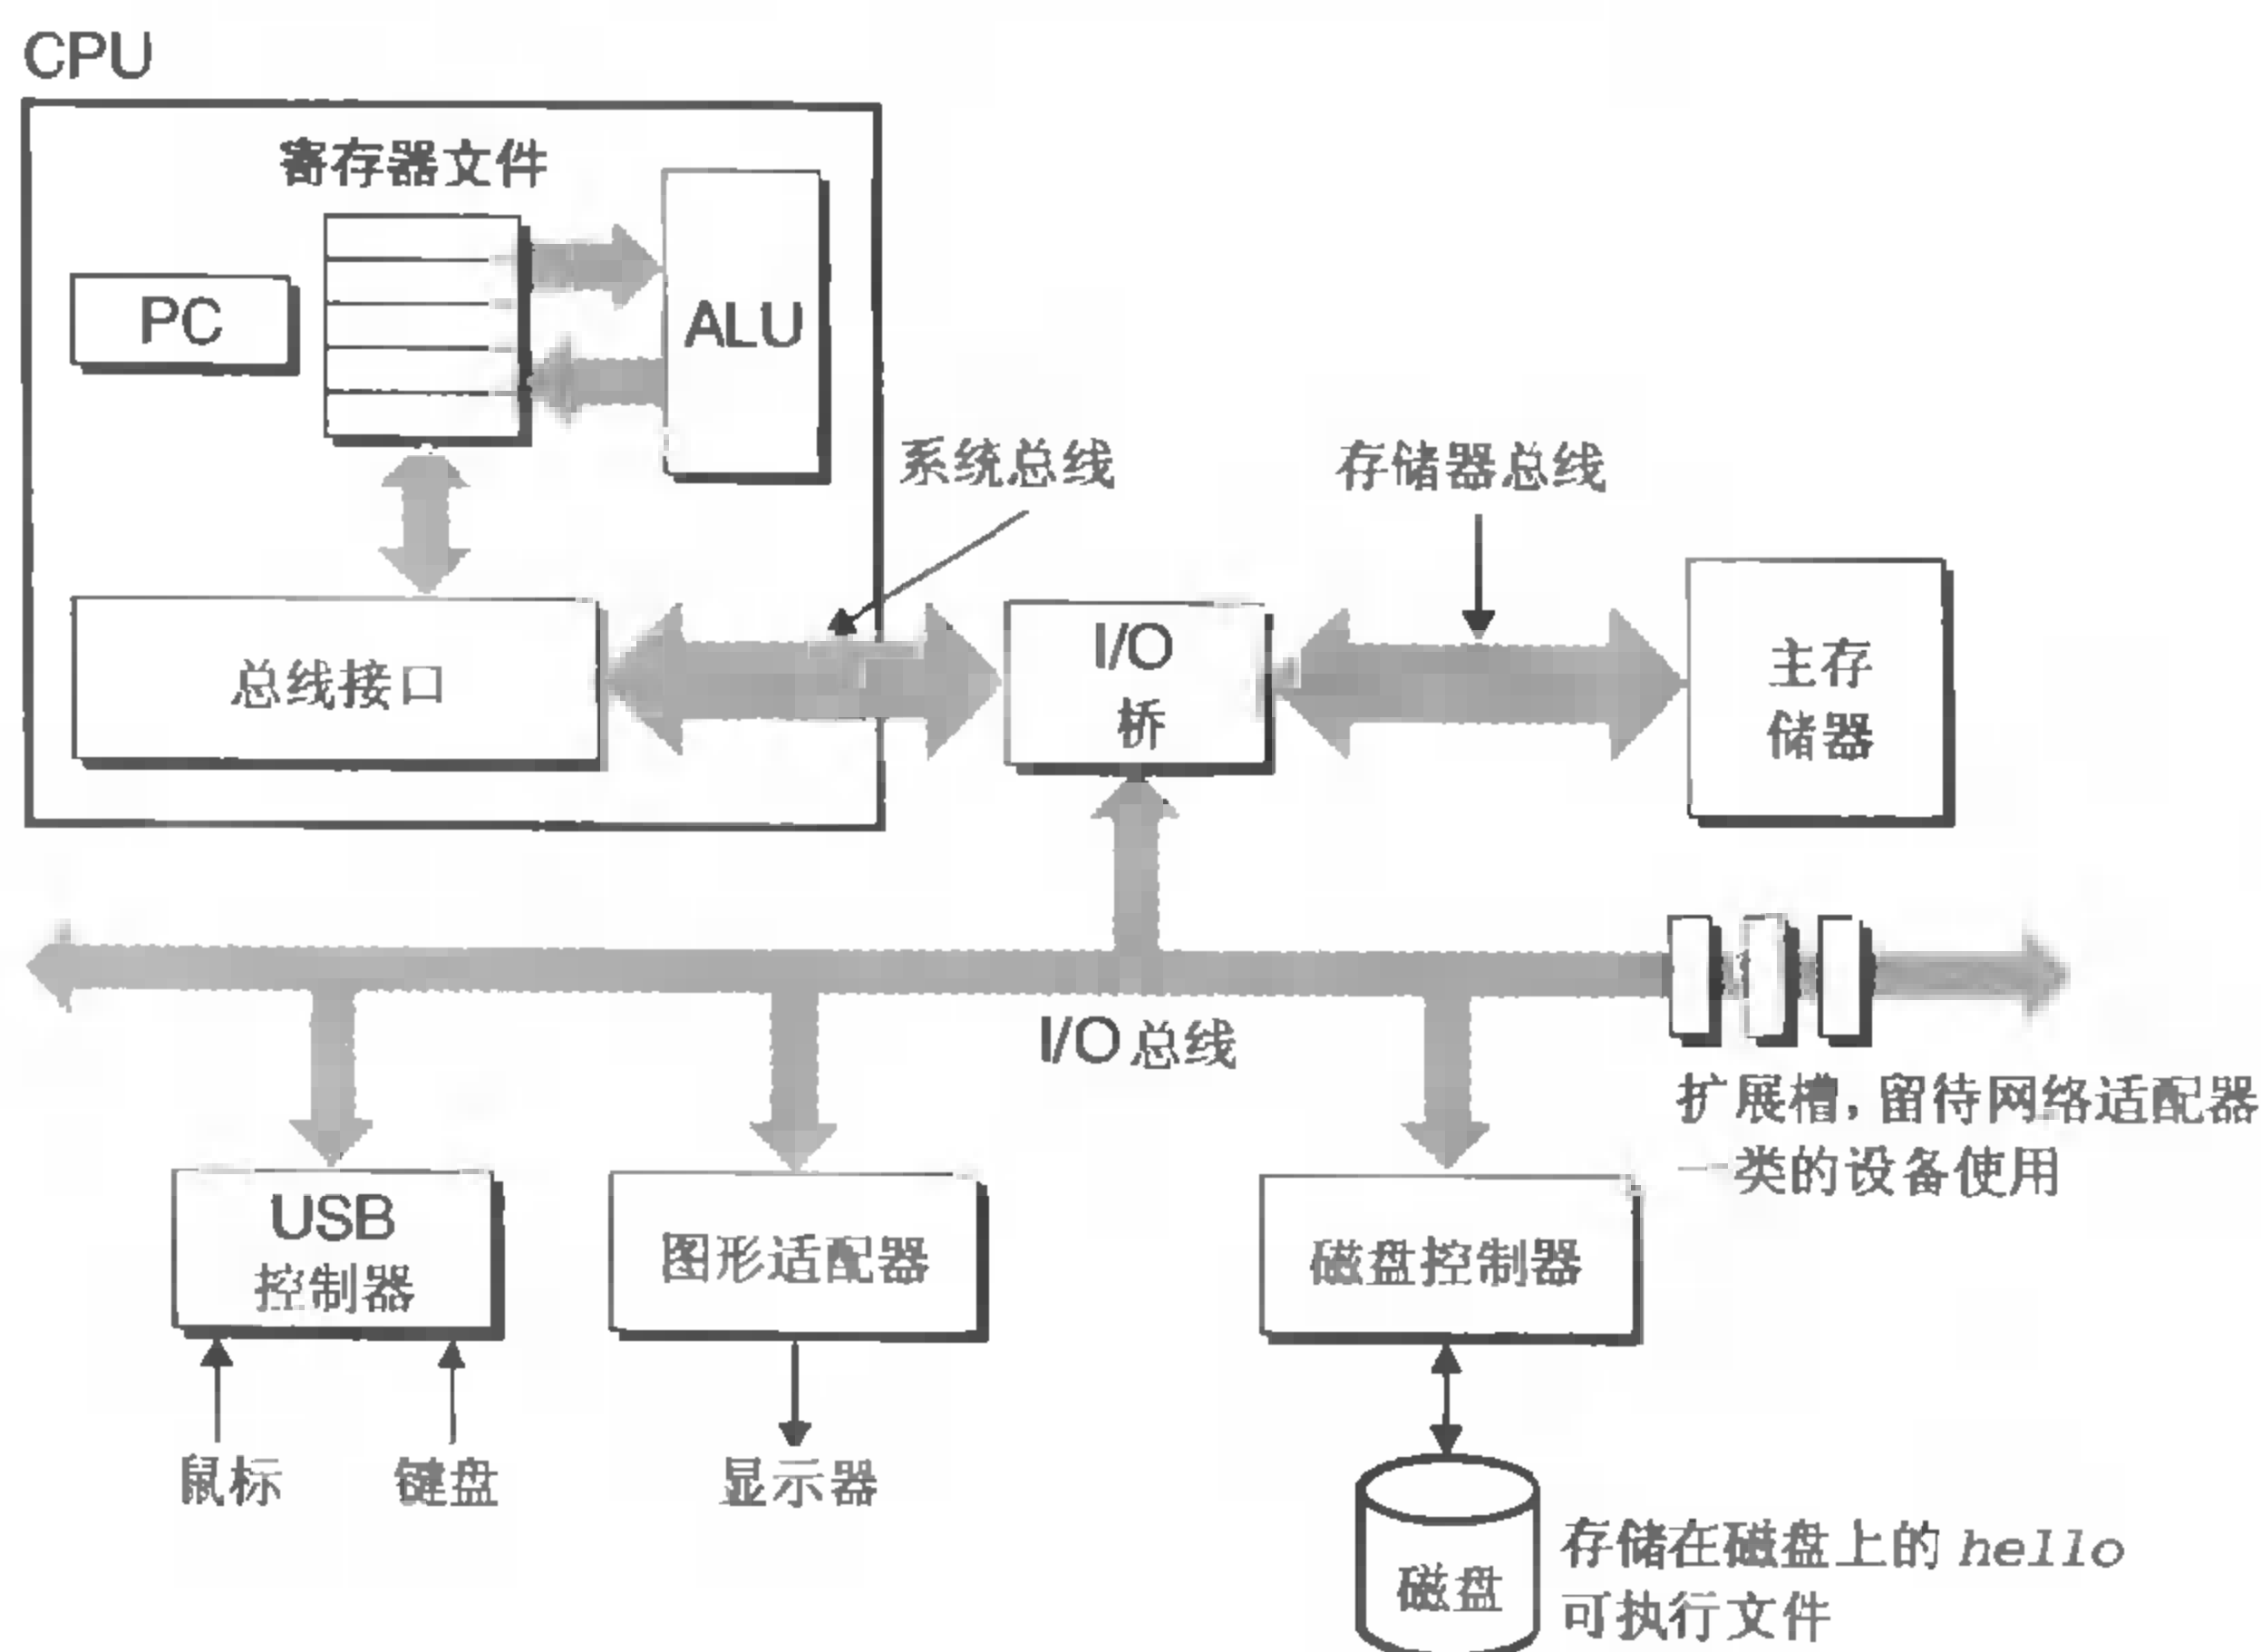 CPU
寄存器文件
PC
ALU
系统总线
存储器总线
总线接口
I/O
桥
主存
储器
I/O 总线
扩展槽，留待网络适配器
一类的设备使用
USB
控制器
图形适配器
磁盘控制器
鼠标
键盘
显示器
磁盘
存储在磁盘上的 hello
可执行文件